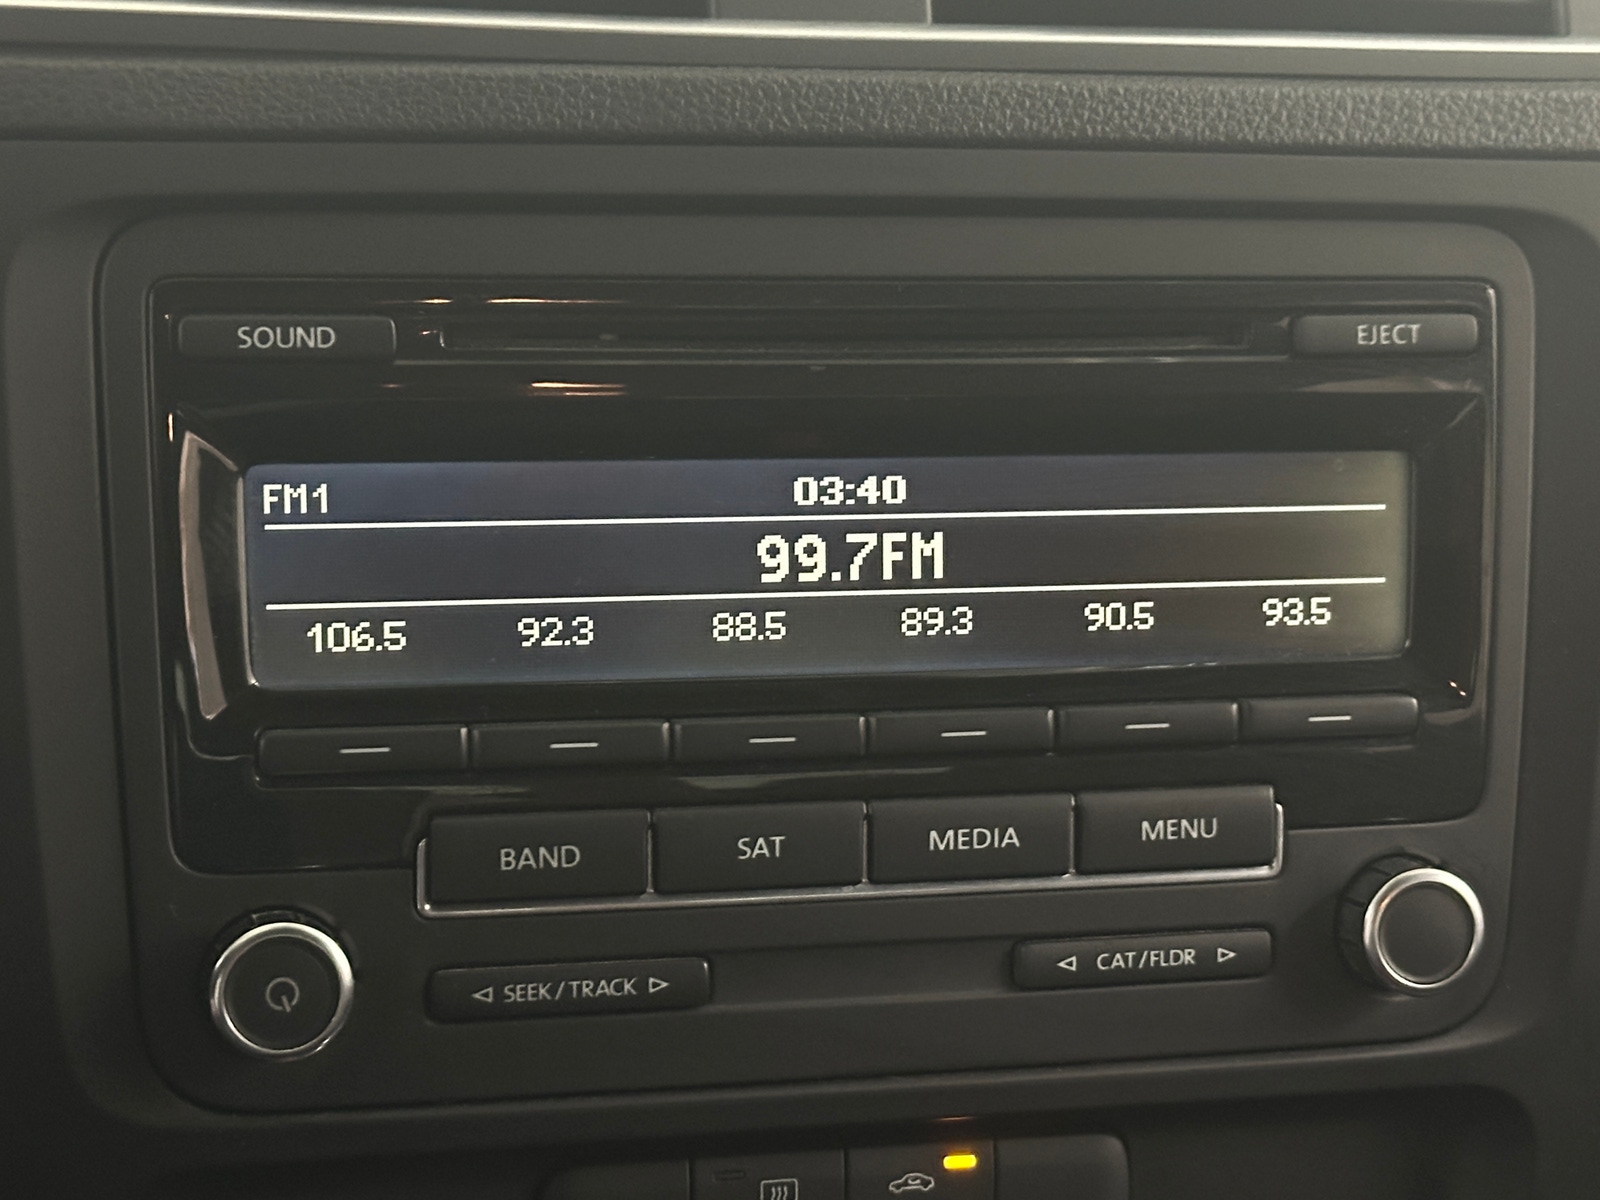 SOUND EJECT
FM1 03:40
99.7FM
106.5 92.3 88.5 89.3 90.5 93.5
BAND SAT MEDIA MENU
SEEK/TRACK CAT/FLDR